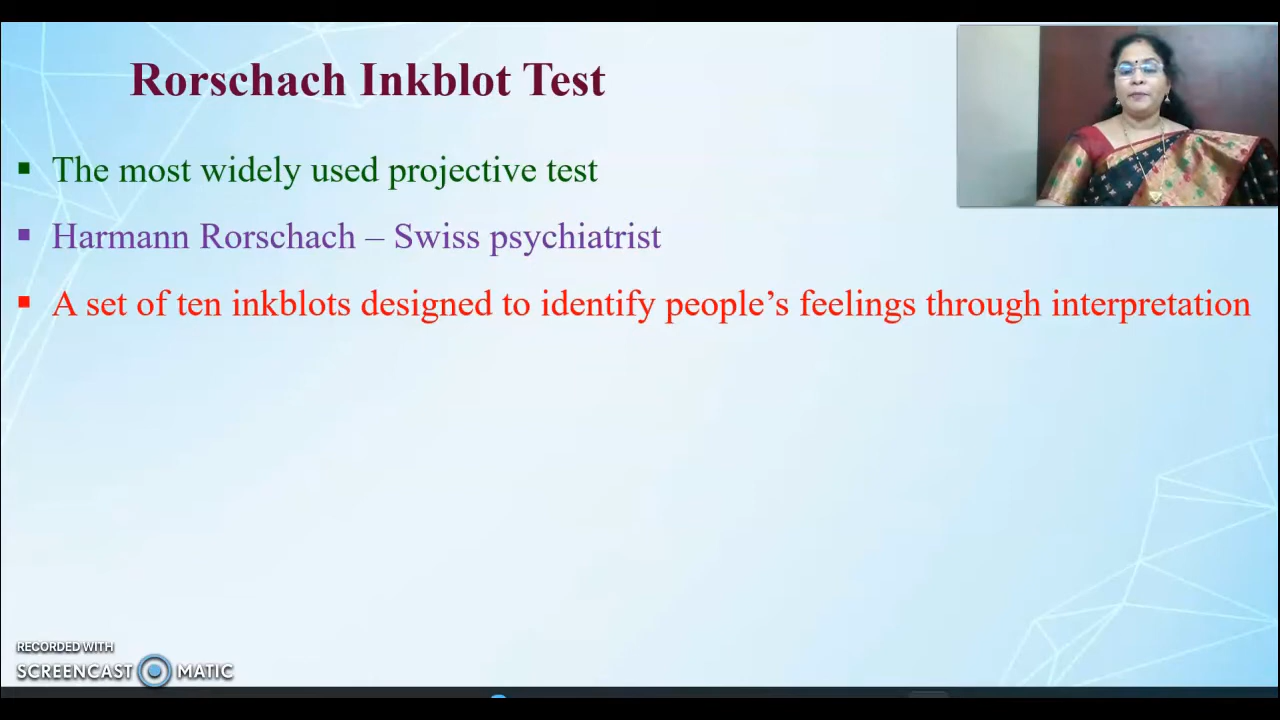 Rorschach Inkblot Test
The most widely used projective test
Harmann Rorschach – Swiss psychiatrist
A set of ten inkblots designed to identify people’s feelings through interpretation
RECORDED WITH
SCREENCAST MATIC